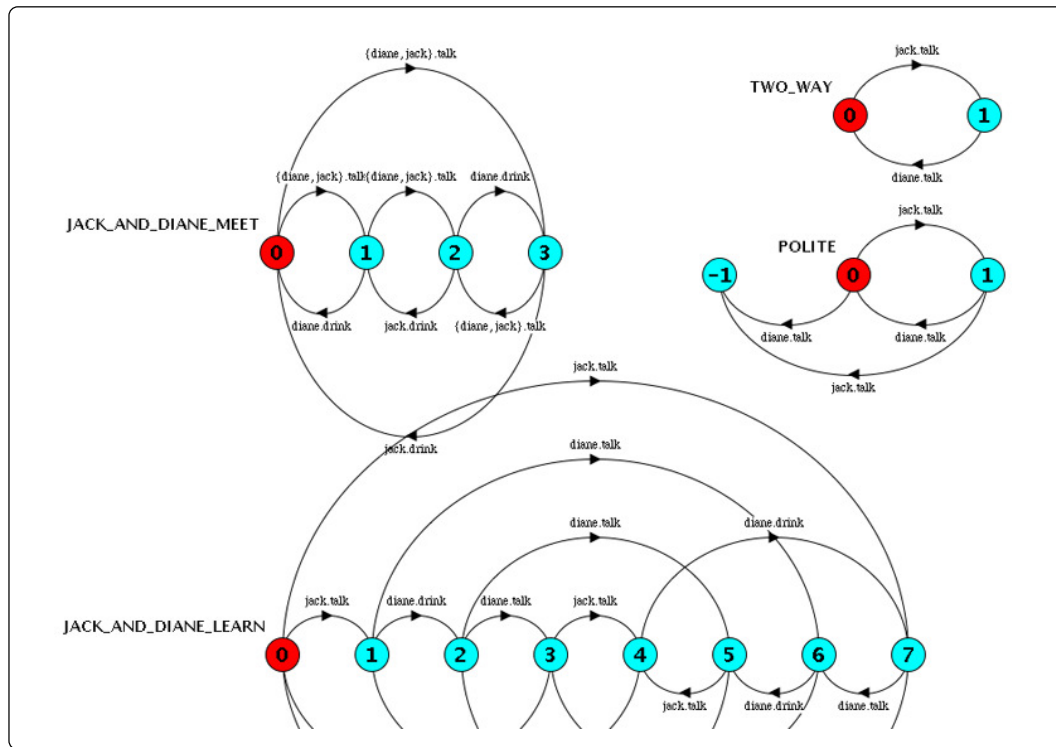 {diane,jack}.talk
{diane,jack}.talk
{diane,jack}.talk
diane.drink
JACK_AND_DIANE_MEET
0
1
2
3
diane.drink
jack.drink
{diane,jack}.talk
jack.drink
jack.talk
TWO_WAY
0
1
diane.talk
jack.talk
POLITE
-1
0
1
diane.talk
diane.talk
jack.talk
jack.talk
diane.talk
diane.talk
diane.drink
jack.talk
diane.drink
diane.talk
jack.talk
JACK_AND_DIANE_LEARN
0
1
2
3
4
5
6
7
jack.talk
diane.drink
diane.talk